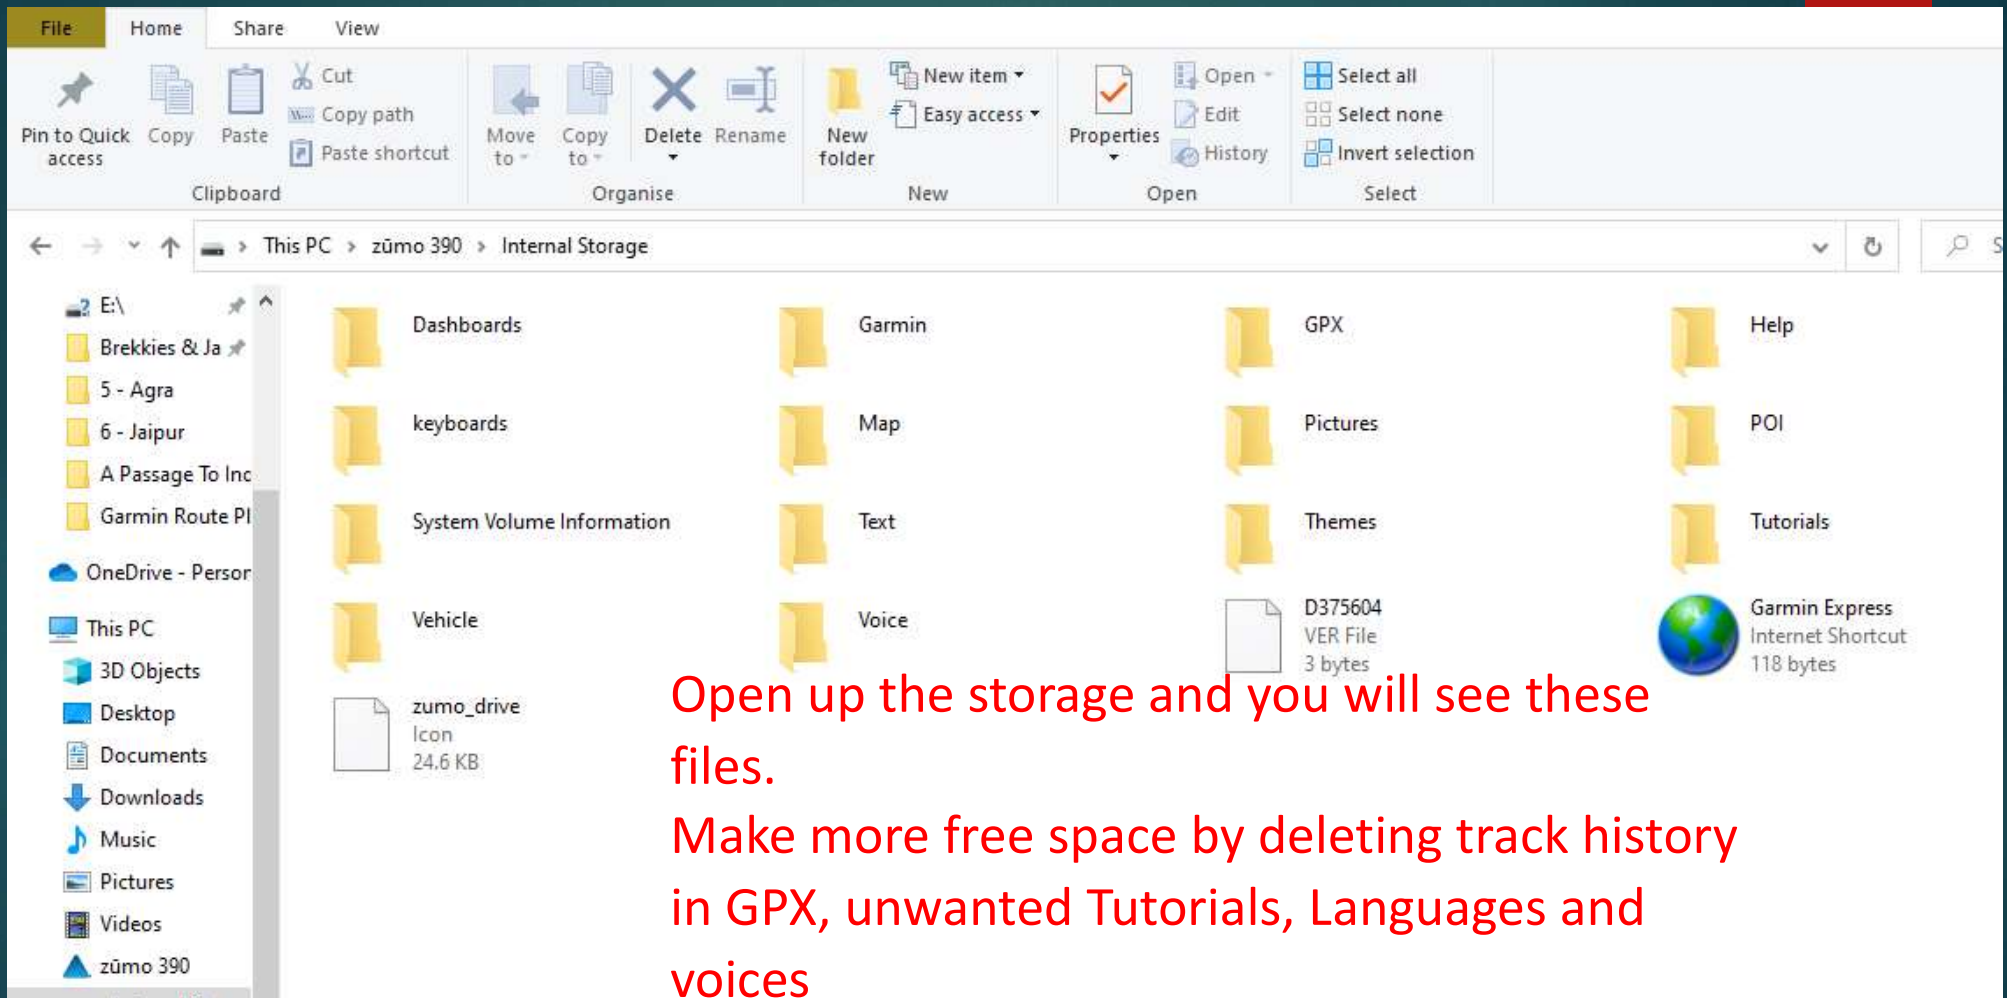 File Home Share View
Pin to Quick access Copy Paste Cut Copy path Paste shortcut
Clipboard
Move to Copy to Delete Rename
Organise
New folder New item Easy access
New
Properties Open Edit History
Open
Select all Select none Invert selection
Select
This PC > zūmo 390 > Internal Storage
E:\
Brekkies & Ja
5 - Agra
6 - Jaipur
A Passage To Inc
Garmin Route Pl
OneDrive - Person
This PC
3D Objects
Desktop
Documents
Downloads
Music
Pictures
Videos
zūmo 390
Dashboards Garmin GPX Help
keyboards Map Pictures POI
System Volume Information Text Themes Tutorials
Vehicle Voice
D375604
VER File
3 bytes
Garmin Express
Internet Shortcut
118 bytes
zumo_drive
Icon
24.6 KB
Open up the storage and you will see these
files.
Make more free space by deleting track history
in GPX, unwanted Tutorials, Languages and
voices